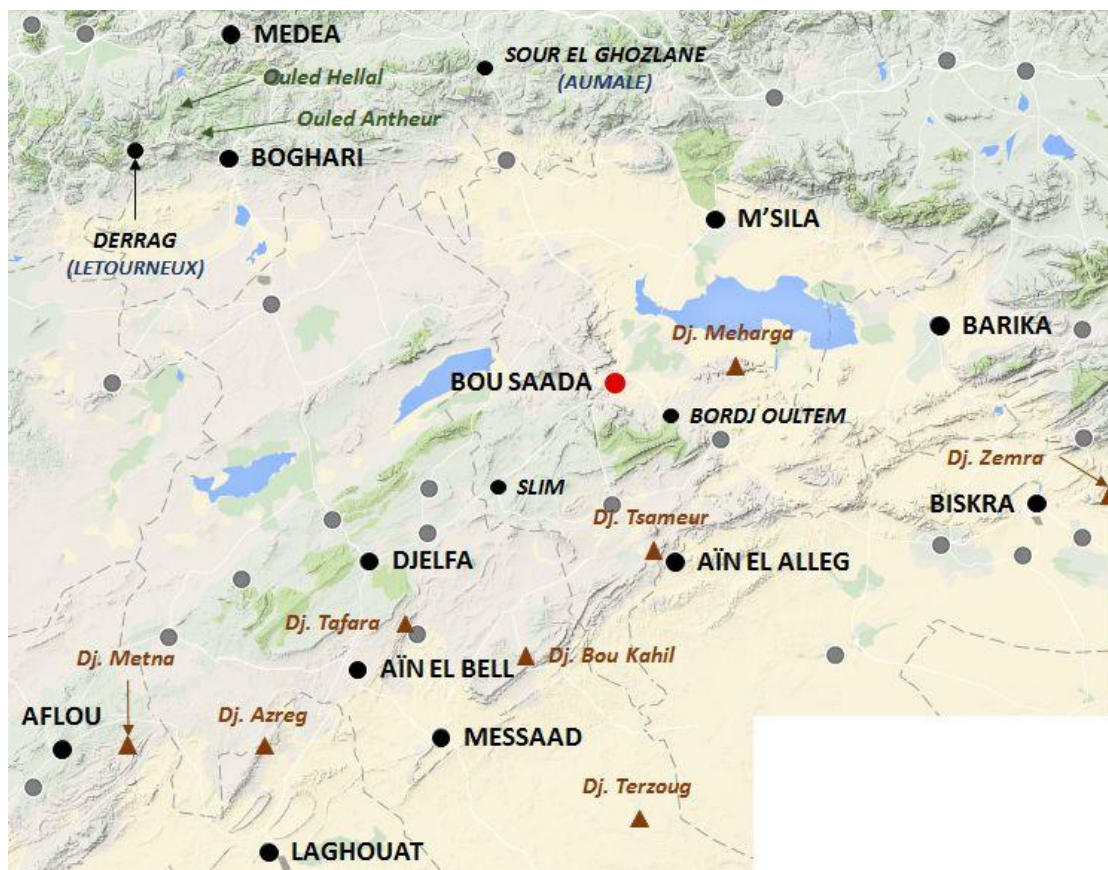 MEDEA
SOUR EL GHOZLANE
(AUMALE)
Ouled Hellal
Ouled Antheur
BOGHARI
DERRAG
(LETOURNEUX)
M'SILA
BARIKA
Dj. Meharga
BOU SAADA
BORDJ OULTEM
Dj. Zemra
SLIM
BISKRA
Dj. Tsameur
DJELFA
AÏN EL ALLEG
Dj. Tafara
Dj. Metna
Dj. Bou Kahil
AÏN EL BELL
AFLOU
Dj. Azreg
MESSAAD
Dj. Terzoug
LAGHOUAT